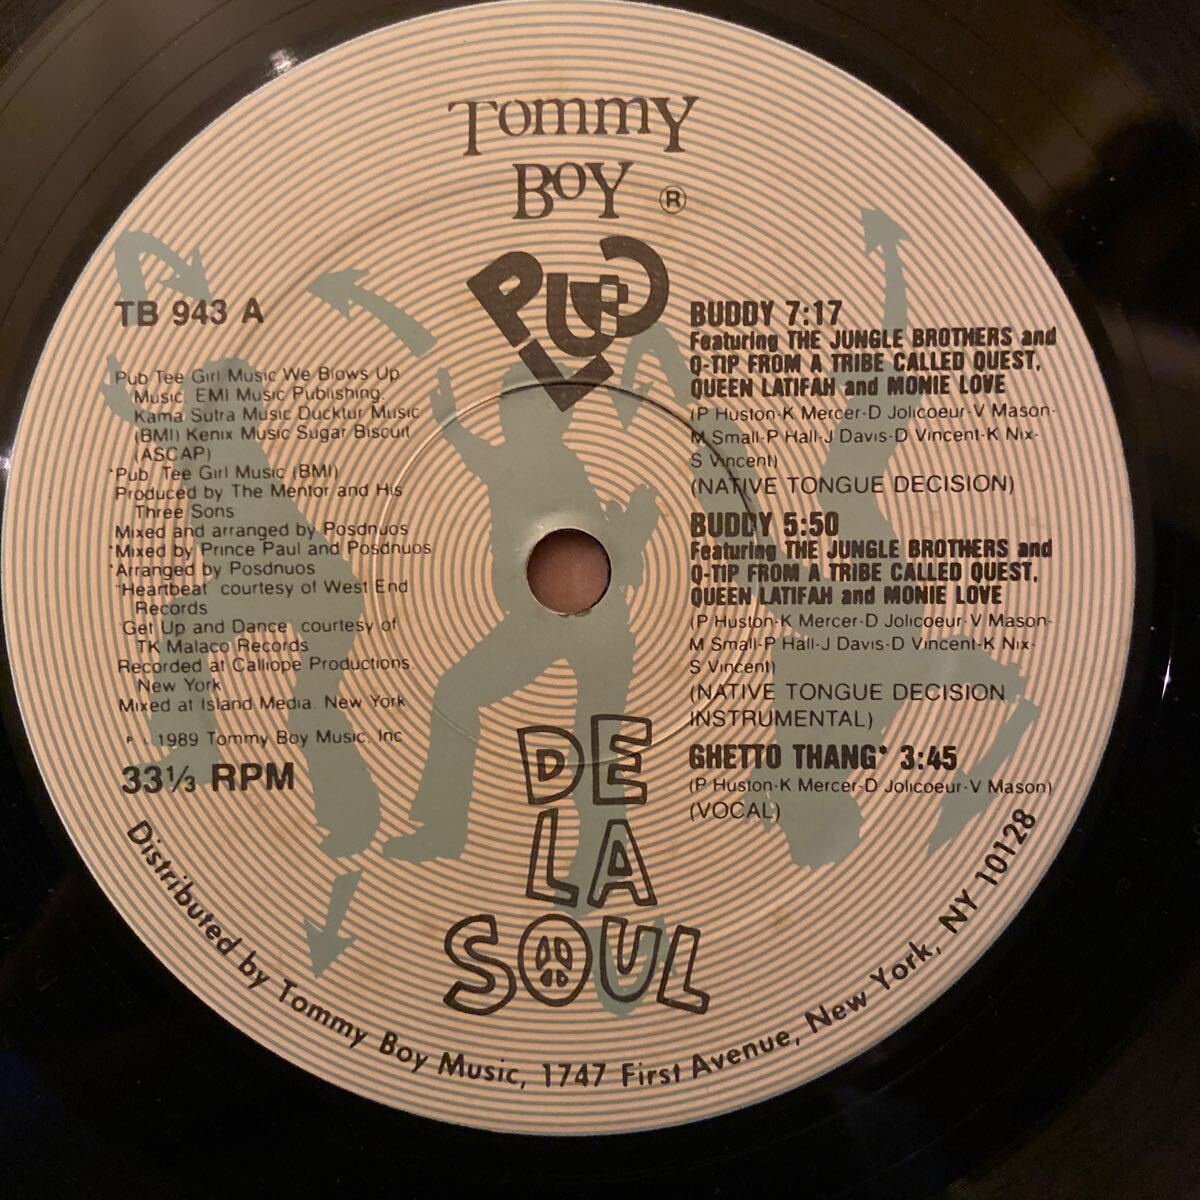 TOMMY
BOY ®
PLUG
TB 943 A
Pub Tee Girl Music We Blows Up
Music. EMI Music Publishing.
Kama Sutra Music Ducktur Music
(BMI) Kenix Music Sugar Biscuit
(ASCAP)
*Pub Tee Girl Music (BMI)
Produced by The Mentor and His
Three Sons
Mixed and arranged by Posdnuos
*Mixed by Prince Paul and Posdnuos
*Arranged by Posdnuos
"Heartbeat" courtesy of West End
Records
"Get Up and Dance" courtesy of
TK Malaco Records
Recorded at Calliope Productions.
New York
Mixed at Island Media. New York
1989 Tommy Boy Music, Inc
33⅓ RPM
BUDDY 7:17
Featuring THE JUNGLE BROTHERS and
Q-TIP FROM A TRIBE CALLED QUEST,
QUEEN LATIFAH and MONIE LOVE
(P Huston-K Mercer-D Jolicoeur-V Mason-
M Small-P Hall-J Davis-D Vincent-K Nix-
S Vincent)
(NATIVE TONGUE DECISION)
BUDDY 5:50
Featuring THE JUNGLE BROTHERS and
Q-TIP FROM A TRIBE CALLED QUEST,
QUEEN LATIFAH and MONIE LOVE
(P Huston-K Mercer-D Jolicoeur-V Mason-
M Small-P Hall-J Davis-D Vincent-K Nix-
S Vincent)
(NATIVE TONGUE DECISION
INSTRUMENTAL)
GHETTO THANG* 3:45
(P Huston-K Mercer-D Jolicoeur-V Mason)
(VOCAL)
DE
LA
SOUL
Distributed by Tommy Boy Music, 1747 First Avenue, New York, NY 10128